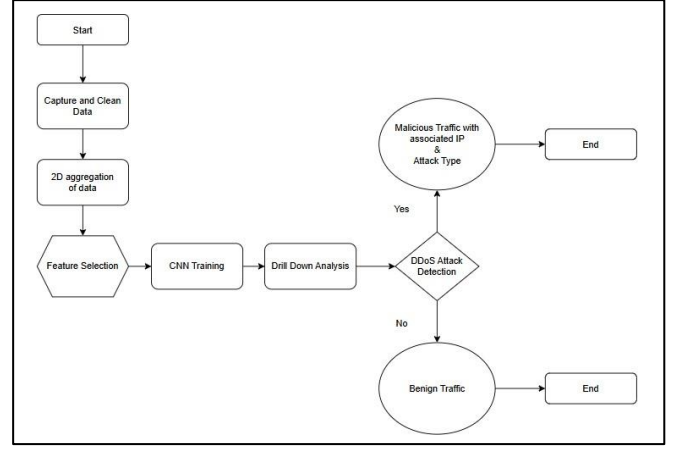 Start
Capture and Clean
Data
2D aggregation
of data
Feature Selection
CNN Training
Drill Down Analysis
DDoS Attack
Detection
Yes
Malicious Traffic with
associated IP
&
Attack Type
End
No
Benign Traffic
End